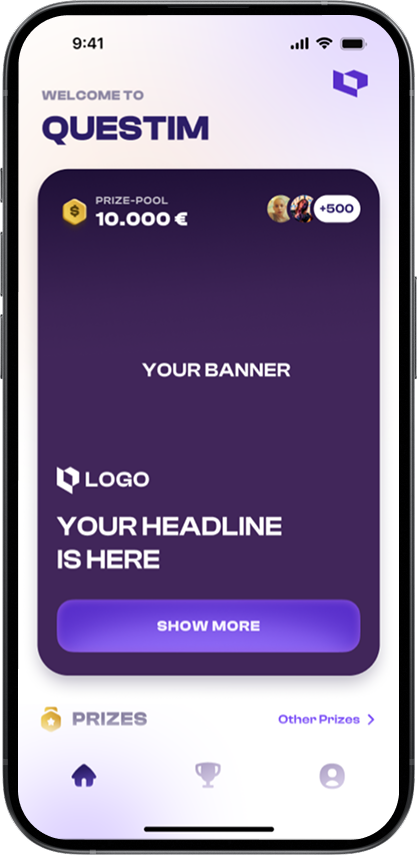 9:41
WELCOME TO
QUESTIM
$
PRIZE-POOL
10.000 €
+500
YOUR BANNER
LOGO
YOUR HEADLINE
IS HERE
SHOW MORE
PRIZES
Other Prizes